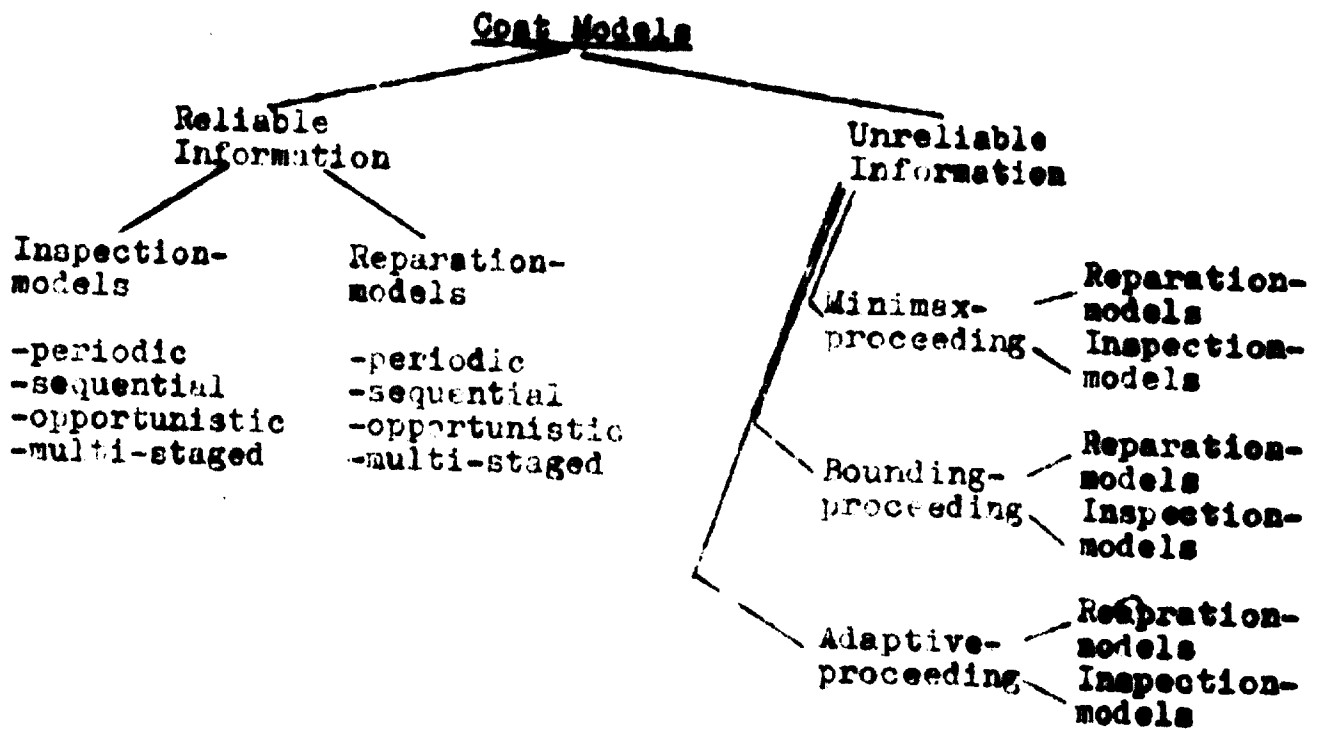 Cost Models
Reliable
Information
Unreliable
Information
Inspection-
models
-periodic
-sequential
-opportunistic
-multi-staged
Reparation-
models
-periodic
-sequential
-opportunistic
-multi-staged
Minimax-
proceeding
Reparation-
models
Inspection-
models
Bounding-
proceeding
Reparation-
models
Inspection-
models
Adaptive-
proceeding
Reapration-
models
Inspection-
models